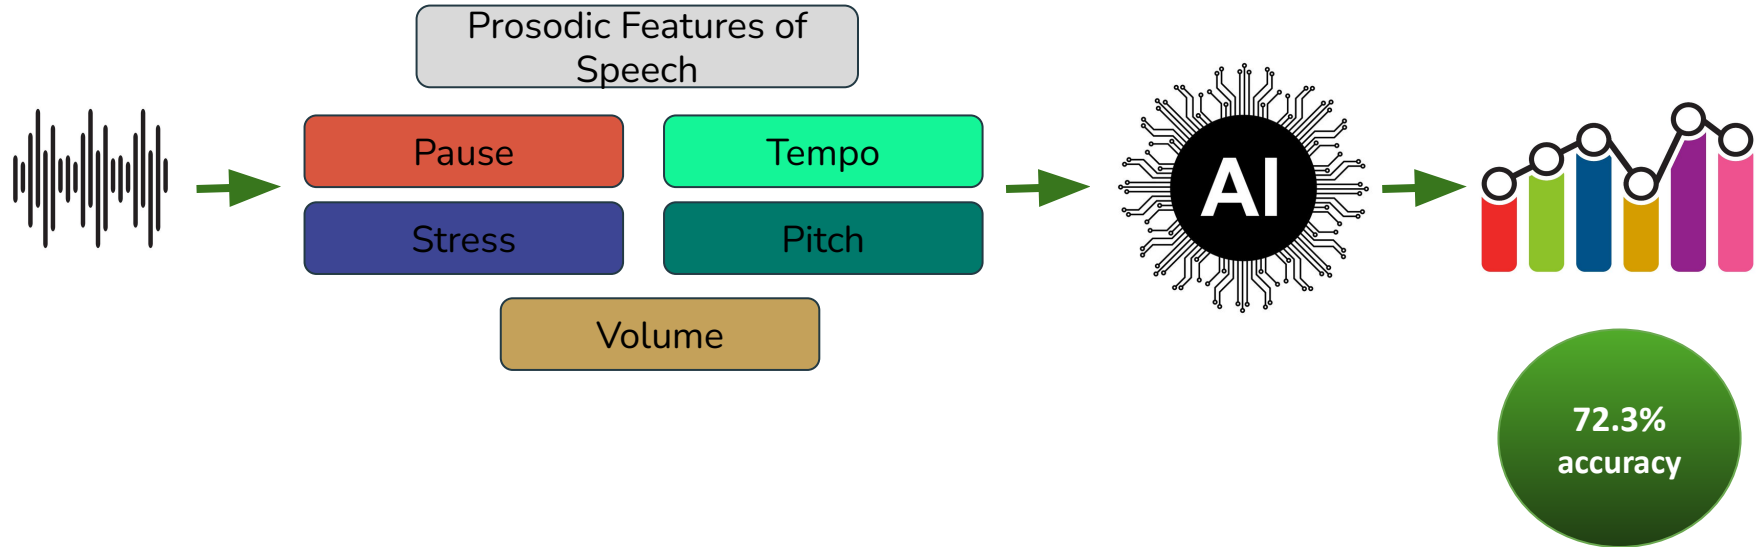 Prosodic Features of
Speech
Pause
Tempo
Stress
Pitch
Volume
AI
72.3%
accuracy